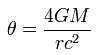 θ = 4GM / rc²